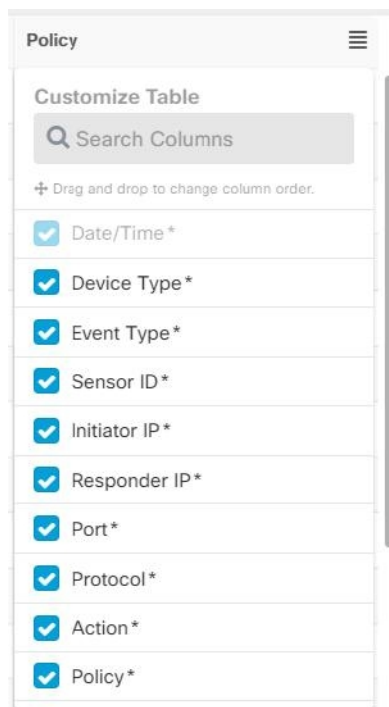 Policy
Customize Table
Search Columns
Drag and drop to change column order.
Date/Time*
Device Type*
Event Type*
Sensor ID*
Initiator IP*
Responder IP*
Port*
Protocol*
Action*
Policy*